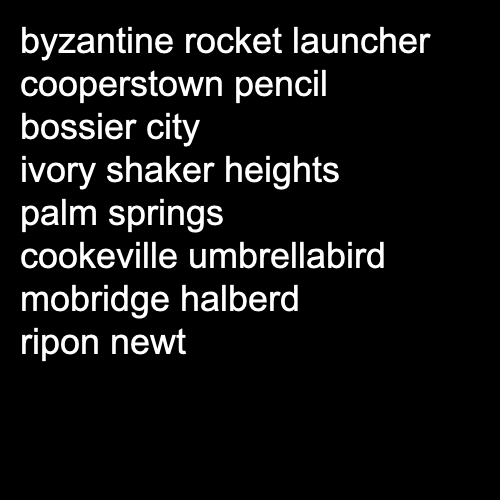 byzantine rocket launcher
cooperstown pencil
bossier city
ivory shaker heights
palm springs
cookeville umbrellabird
mobridge halberd
ripon newt